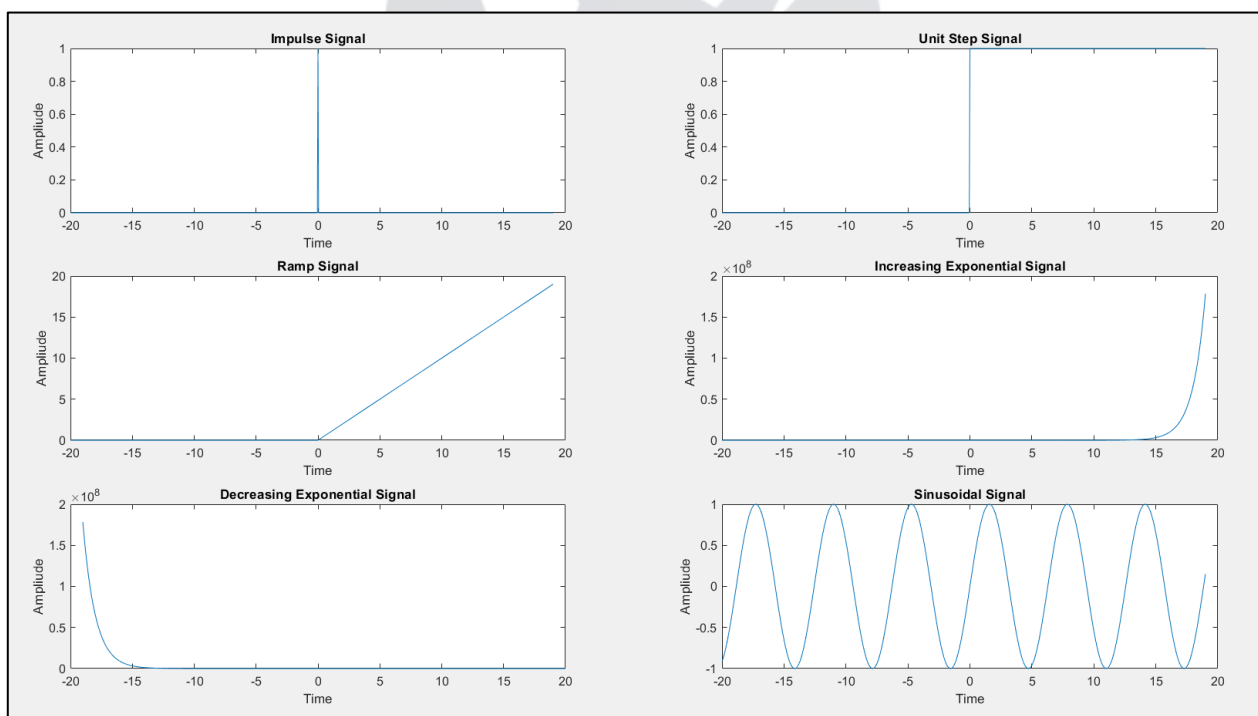 Impulse Signal
1
0.8
0.6
0.4
0.2
0
Ampliude
-20 -15 -10 -5 0 5 10 15 20
Time
Unit Step Signal
1
0.8
0.6
0.4
0.2
0
Ampliude
-20 -15 -10 -5 0 5 10 15 20
Time
Ramp Signal
20
15
10
5
0
Ampliude
-20 -15 -10 -5 0 5 10 15 20
Time
×10⁸ Increasing Exponential Signal
2
1.5
1
0.5
0
Ampliude
-20 -15 -10 -5 0 5 10 15 20
Time
×10⁸ Decreasing Exponential Signal
2
1.5
1
0.5
0
Ampliude
-20 -15 -10 -5 0 5 10 15 20
Time
Sinusoidal Signal
1
0.5
0
-0.5
-1
Ampliude
-20 -15 -10 -5 0 5 10 15 20
Time